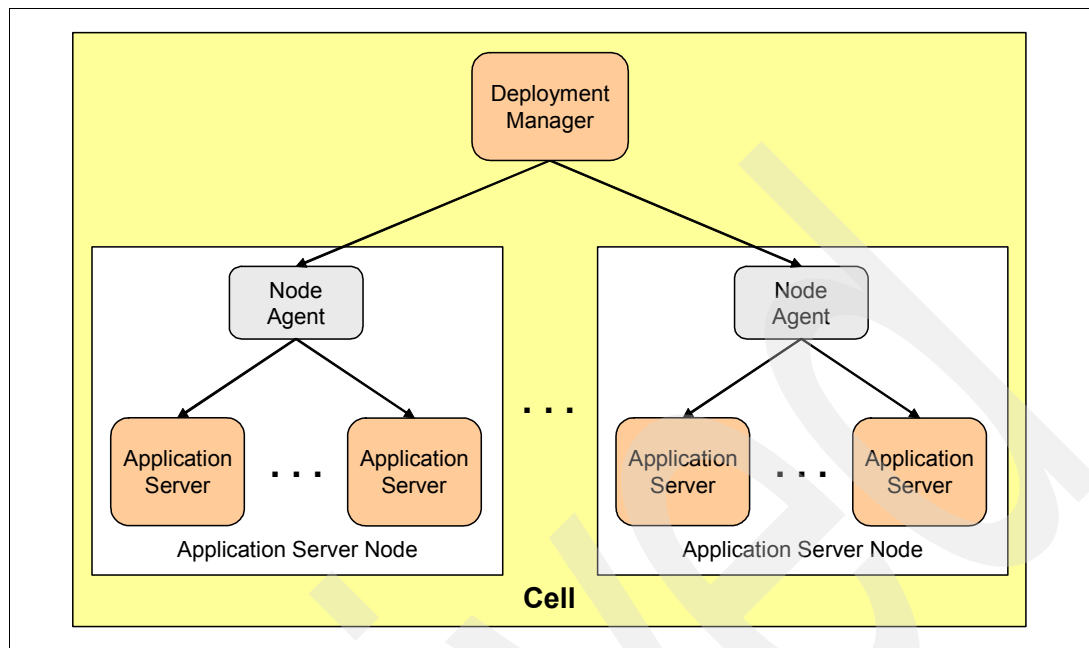 Deployment
Manager
Node
Agent
Node
Agent
. . .
Application
Server
. . .
Application
Server
Application
Server
. . .
Application
Server
Application Server Node
Application Server Node
Cell